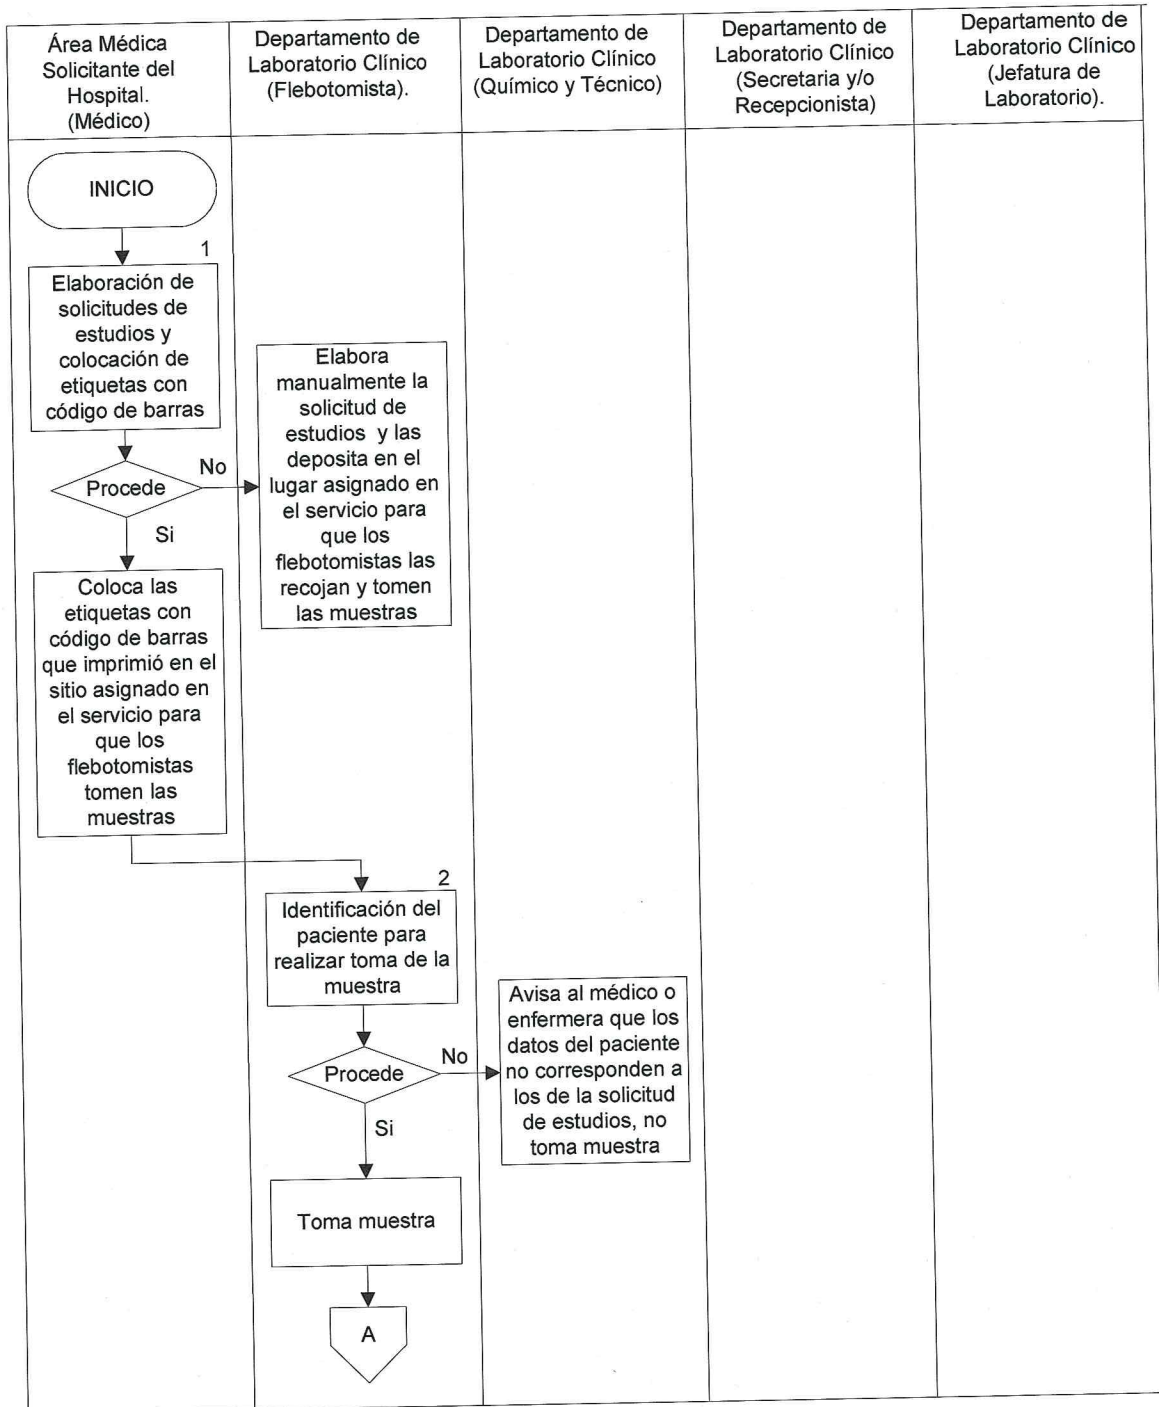 Área Médica
Solicitante del
Hospital.
(Médico)
Departamento de
Laboratorio Clínico
(Flebotomista).
Departamento de
Laboratorio Clínico
(Químico y Técnico)
Departamento de
Laboratorio Clínico
(Secretaria y/o
Recepcionista)
Departamento de
Laboratorio Clínico
(Jefatura de
Laboratorio).
INICIO
1
Elaboración de
solicitudes de
estudios y
colocación de
etiquetas con
código de barras
Procede
No
Si
Elabora
manualmente la
solicitud de
estudios y las
deposita en el
lugar asignado en
el servicio para
que los
flebotomistas las
recojan y tomen
las muestras
Coloca las
etiquetas con
código de barras
que imprimió en el
sitio asignado en
el servicio para
que los
flebotomistas
tomen las
muestras
2
Identificación del
paciente para
realizar toma de la
muestra
Procede
No
Si
Avisa al médico o
enfermera que los
datos del paciente
no corresponden a
los de la solicitud
de estudios, no
toma muestra
Toma muestra
A